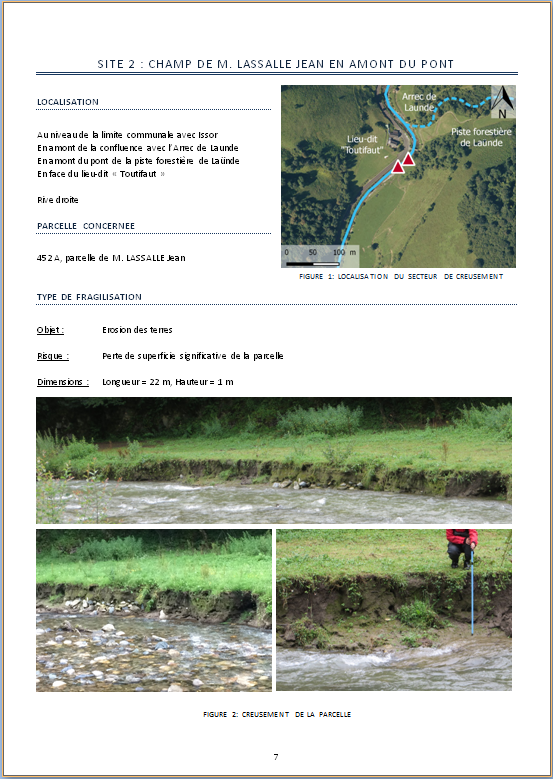 SITE 2 : CHAMP DE M. LASSALLE JEAN EN AMONT DU PONT
LOCALISATION
Au niveau de la limite communale avec Issor
En amont de la confluence avec l'Arrec de Launde
En amont du pont de la piste forestière de Laünde
En face du lieu-dit « Toutifaut »
Rive droite
PARCELLE CONCERNEE
452 A, parcelle de M. LASSALLE Jean
Arrec de
Launde
N
Lieu-dit
"Toutifaut"
Piste forestière
de Laünde
0 50 100 m
FIGURE 1: LOCALISATION DU SECTEUR DE CREUSEMENT
TYPE DE FRAGILISATION
Objet : Erosion des terres
Risque : Perte de superficie significative de la parcelle
Dimensions : Longueur = 22 m, Hauteur = 1 m
FIGURE 2: CREUSEMENT DE LA PARCELLE
7